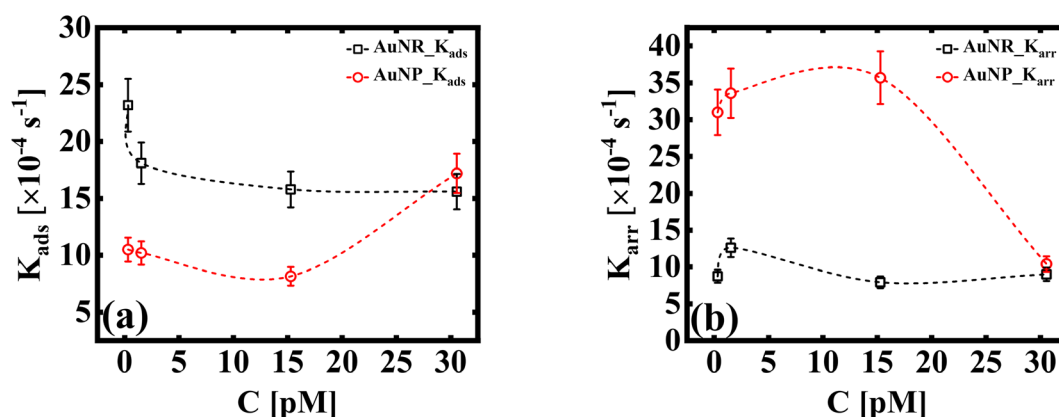 30
25
20
15
10
5
K_ads [×10⁻⁴ s⁻¹]
AuNR_K_ads
AuNP_K_ads
(a)
0 5 10 15 20 25 30
C [pM]
40
35
30
25
20
15
10
5
0
K_arr [×10⁻⁴ s⁻¹]
AuNR_K_arr
AuNP_K_arr
(b)
0 5 10 15 20 25 30
C [pM]